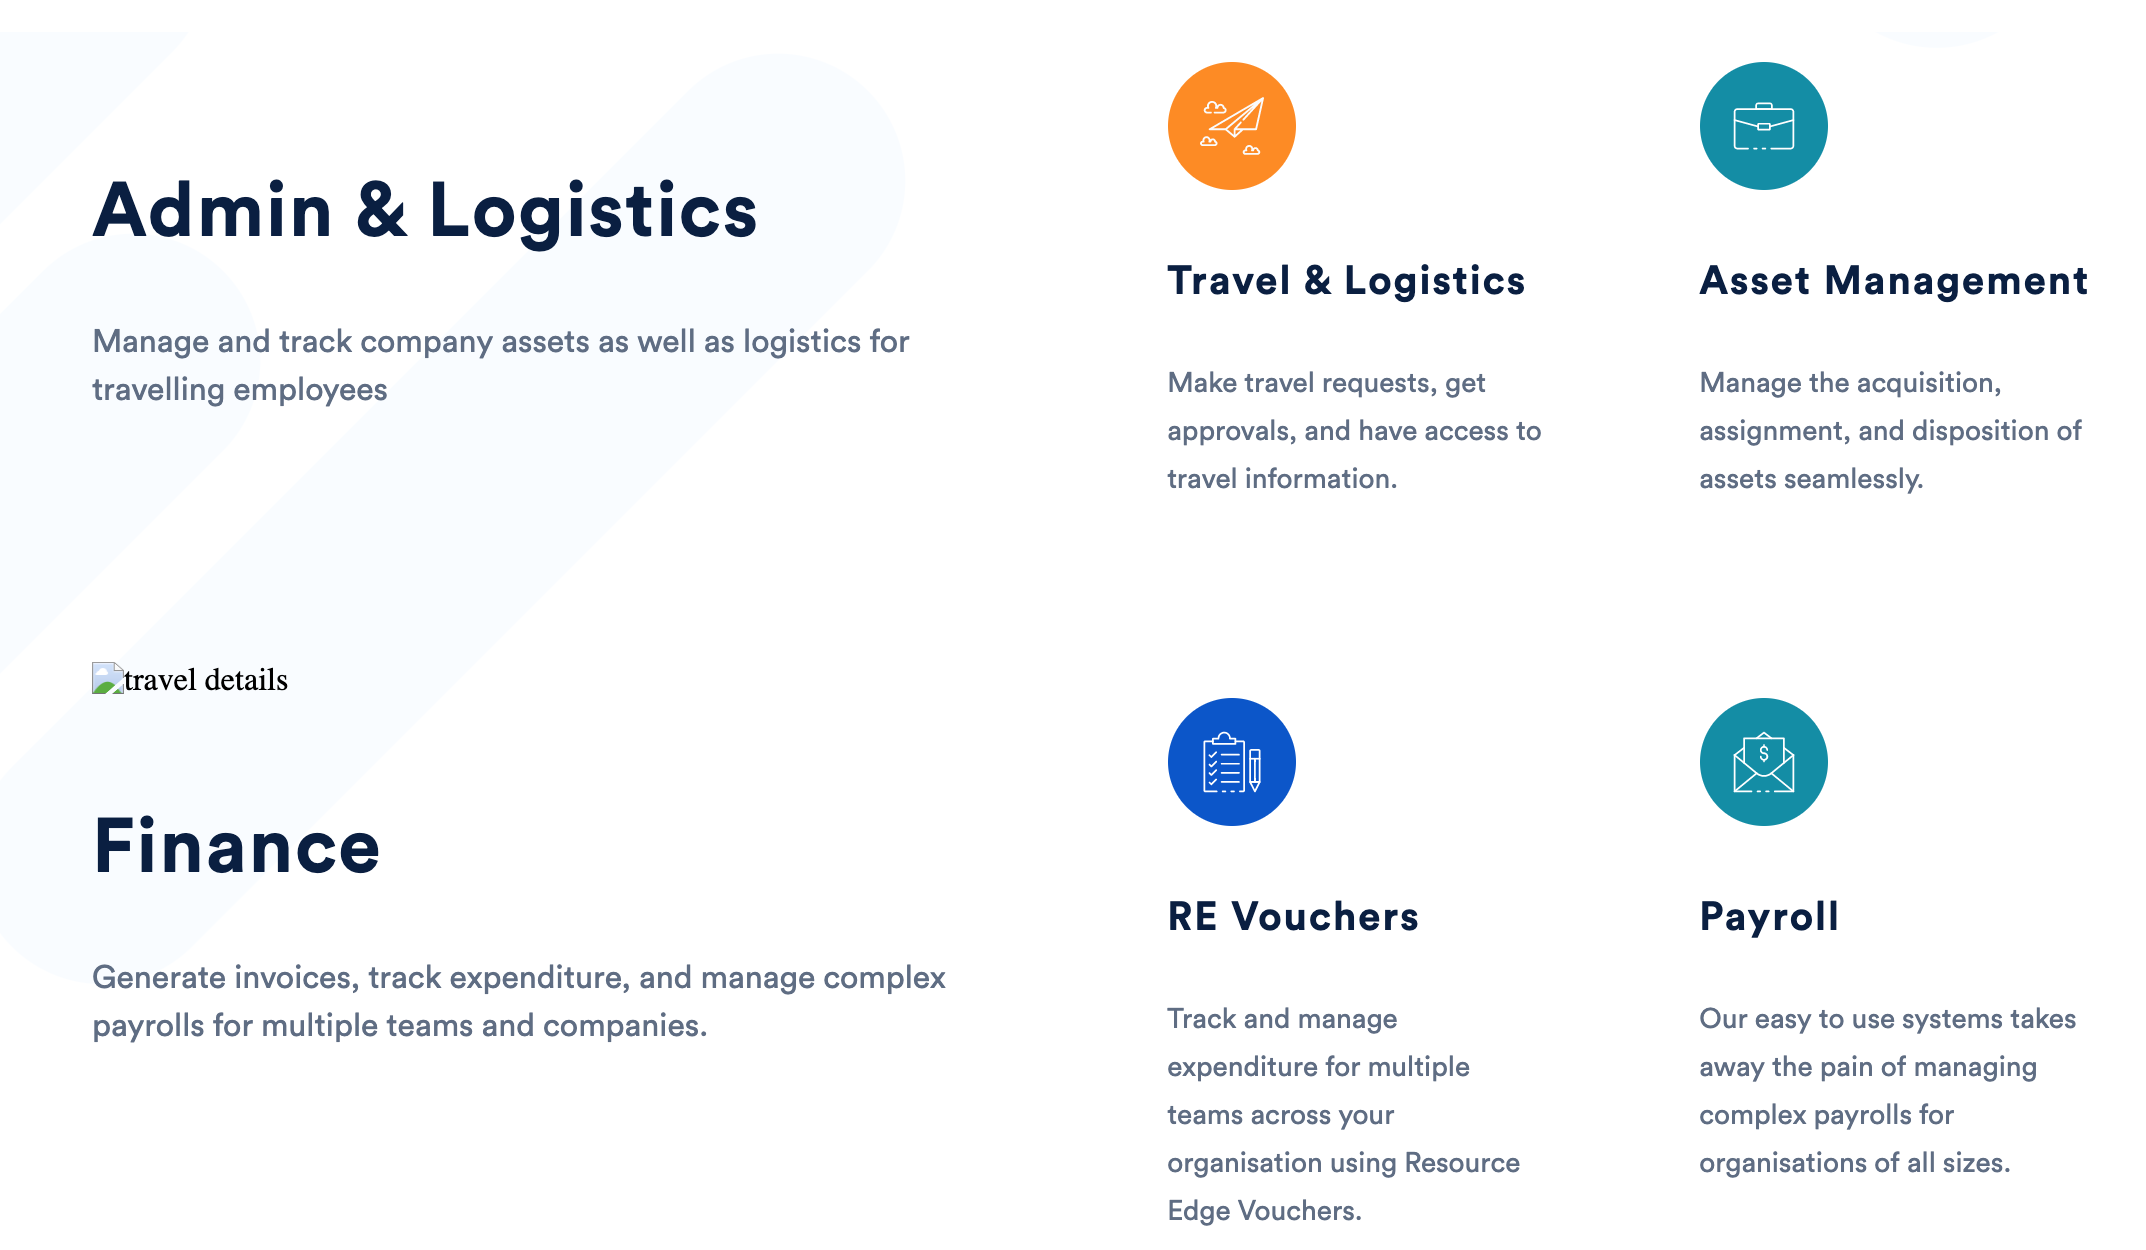 Admin & Logistics
Manage and track company assets as well as logistics for
travelling employees
Travel & Logistics
Make travel requests, get
approvals, and have access to
travel information.
Asset Management
Manage the acquisition,
assignment, and disposition of
assets seamlessly.
travel details
Finance
Generate invoices, track expenditure, and manage complex
payrolls for multiple teams and companies.
RE Vouchers
Track and manage
expenditure for multiple
teams across your
organisation using Resource
Edge Vouchers.
$
Payroll
Our easy to use systems takes
away the pain of managing
complex payrolls for
organisations of all sizes.